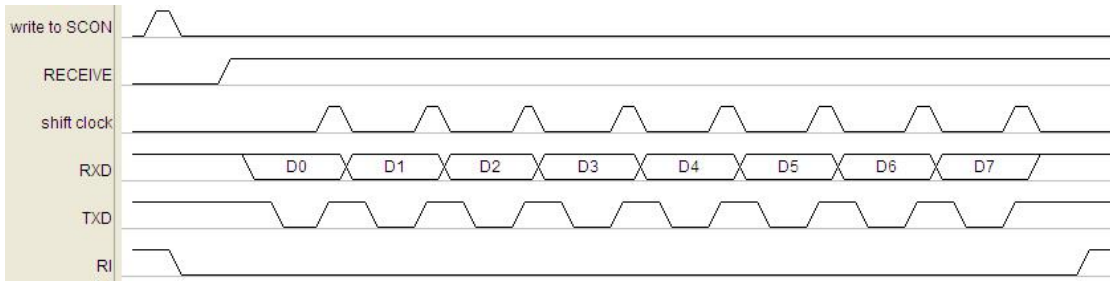 write to SCON
RECEIVE
shift clock
RXD D0 D1 D2 D3 D4 D5 D6 D7
TXD
RI